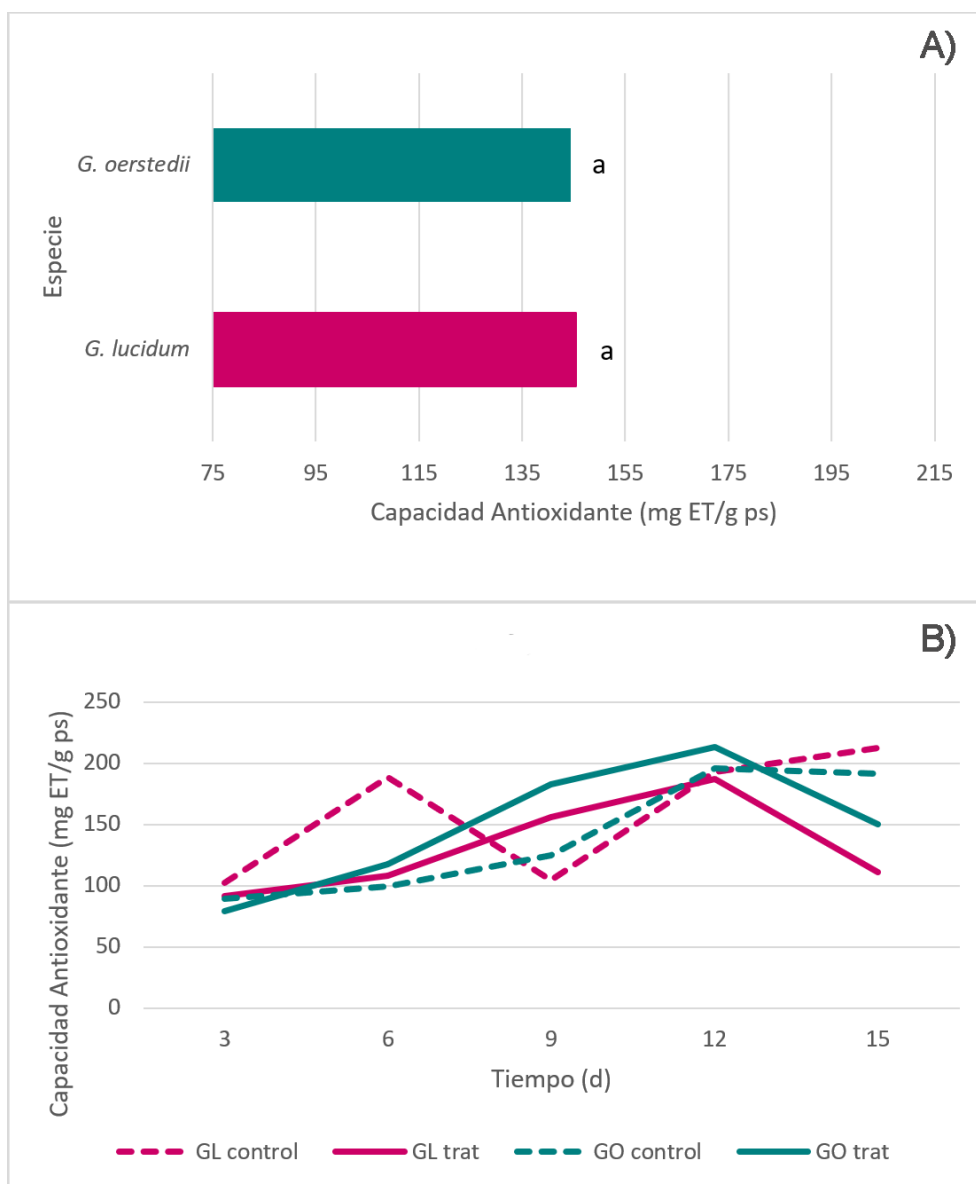 A)
G. oerstedii
a
Especie
G. lucidum
a
75 95 115 135 155 175 195 215
Capacidad Antioxidante (mg ET/g ps)
B)
Capacidad Antioxidante (mg ET/g ps)
250
200
150
100
50
0
3 6 9 12 15
Tiempo (d)
GL control GL trat GO control GO trat